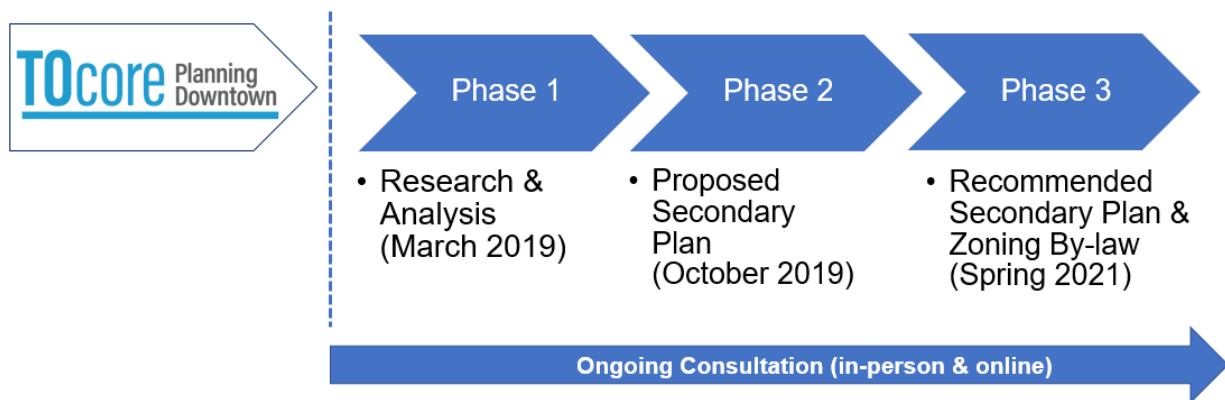 TOcore Planning
Downtown
Phase 1
• Research &
Analysis
(March 2019)
Phase 2
• Proposed
Secondary
Plan
(October 2019)
Phase 3
• Recommended
Secondary Plan &
Zoning By-law
(Spring 2021)
Ongoing Consultation (in-person & online)